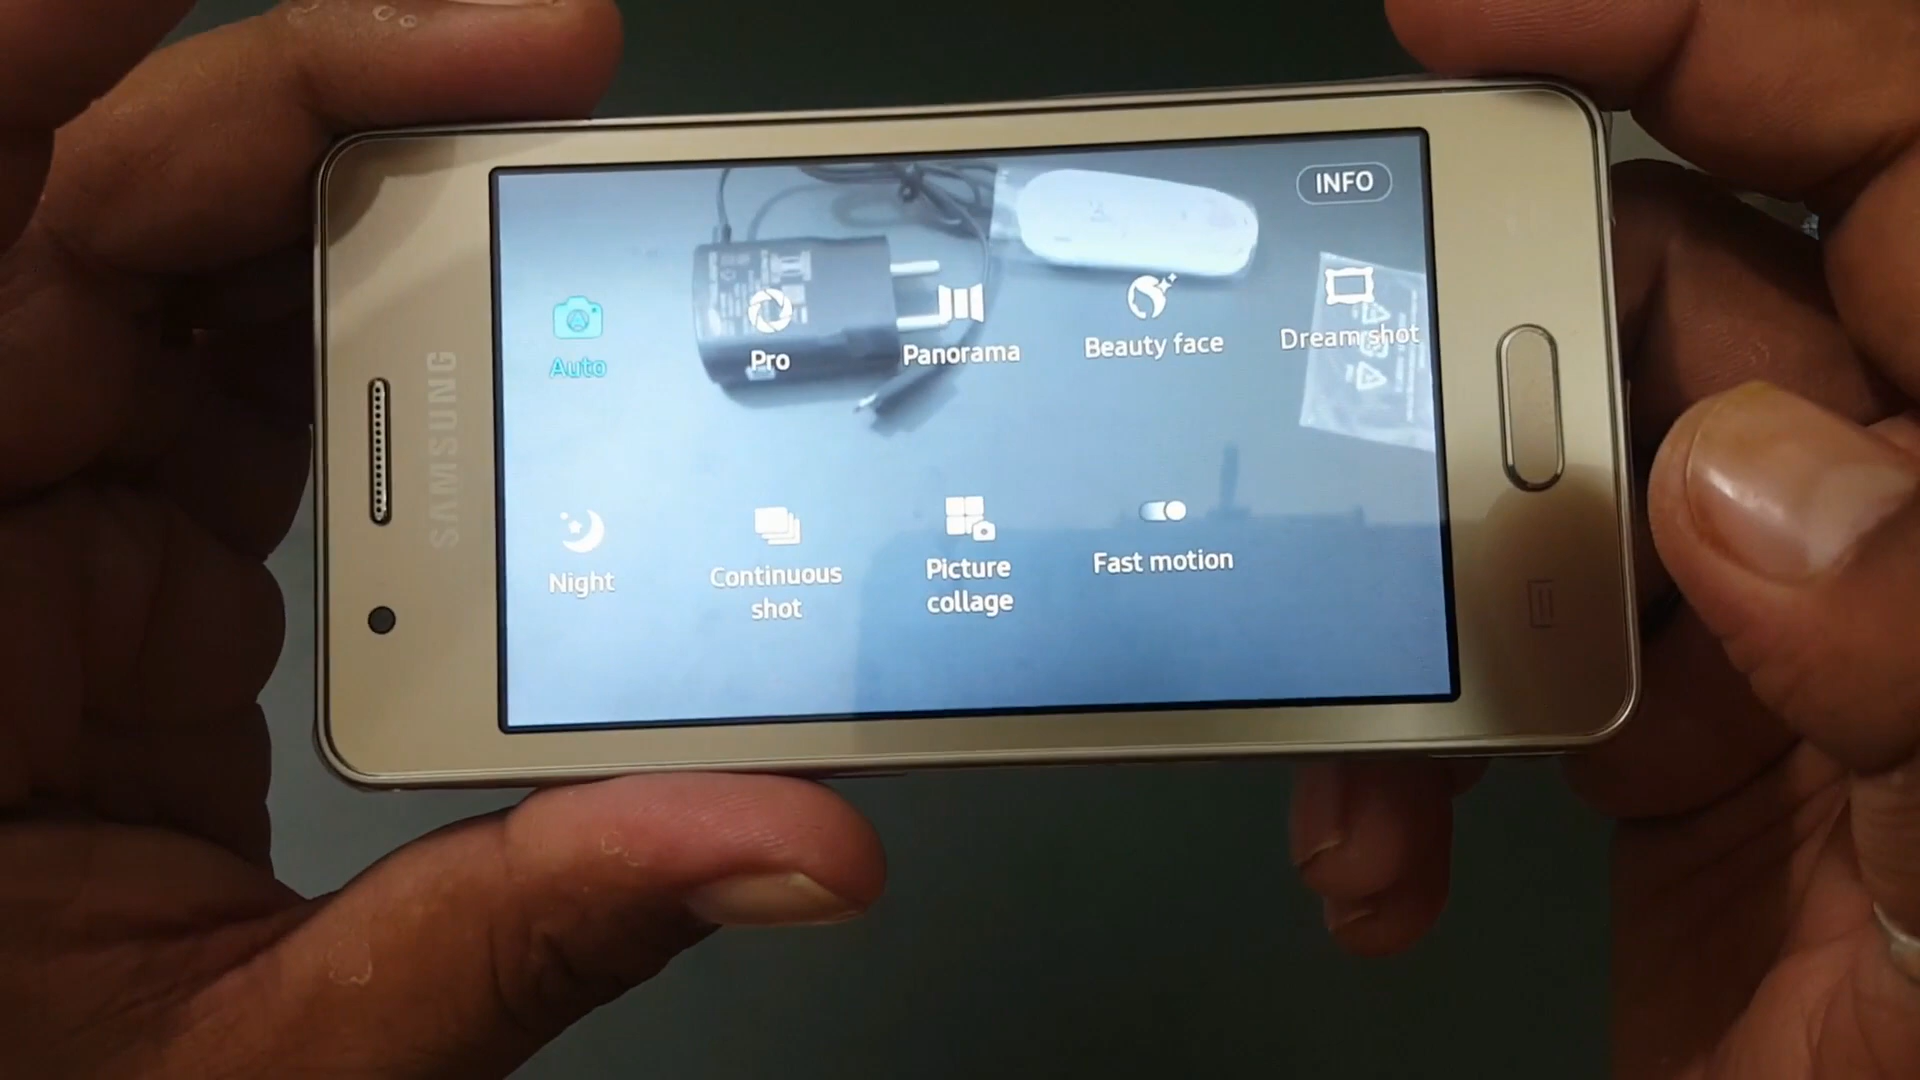 SAMSUNG
INFO
Auto
Pro
Panorama
Beauty face
Dream shot
Night
Continuous
shot
Picture
collage
Fast motion